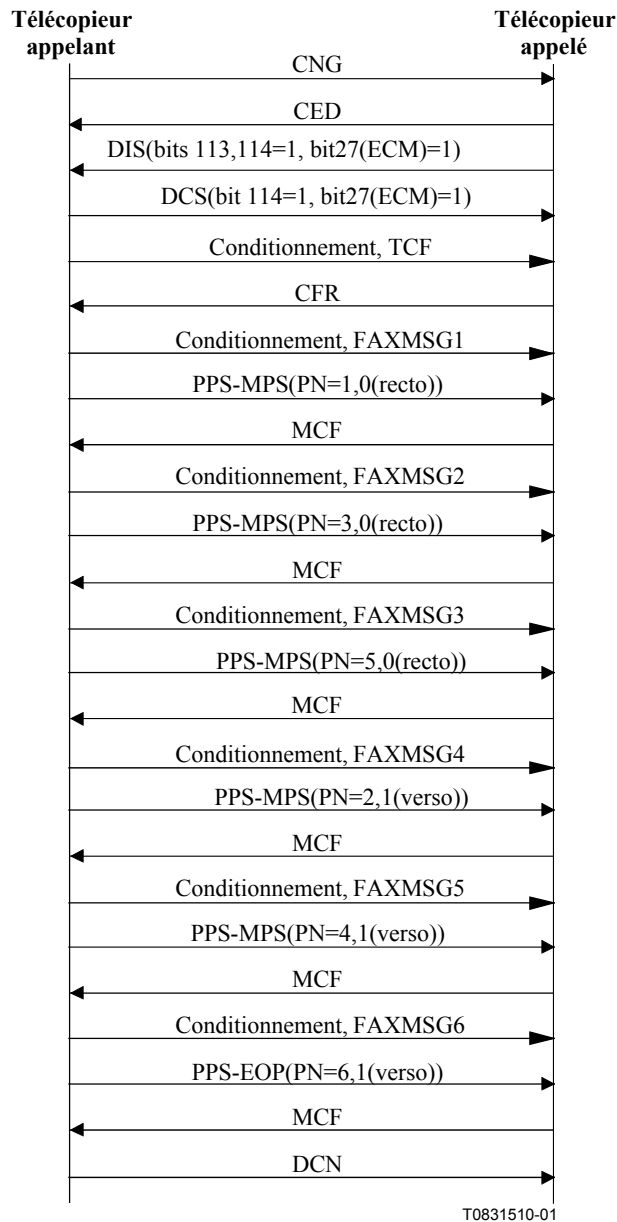 Télécopieur appelant
Télécopieur appelé
CNG
CED
DIS(bits 113,114=1, bit27(ECM)=1)
DCS(bit 114=1, bit27(ECM)=1)
Conditionnement, TCF
CFR
Conditionnement, FAXMSG1
PPS-MPS(PN=1,0(recto))
MCF
Conditionnement, FAXMSG2
PPS-MPS(PN=3,0(recto))
MCF
Conditionnement, FAXMSG3
PPS-MPS(PN=5,0(recto))
MCF
Conditionnement, FAXMSG4
PPS-MPS(PN=2,1(verso))
MCF
Conditionnement, FAXMSG5
PPS-MPS(PN=4,1(verso))
MCF
Conditionnement, FAXMSG6
PPS-EOP(PN=6,1(verso))
MCF
DCN
T0831510-01